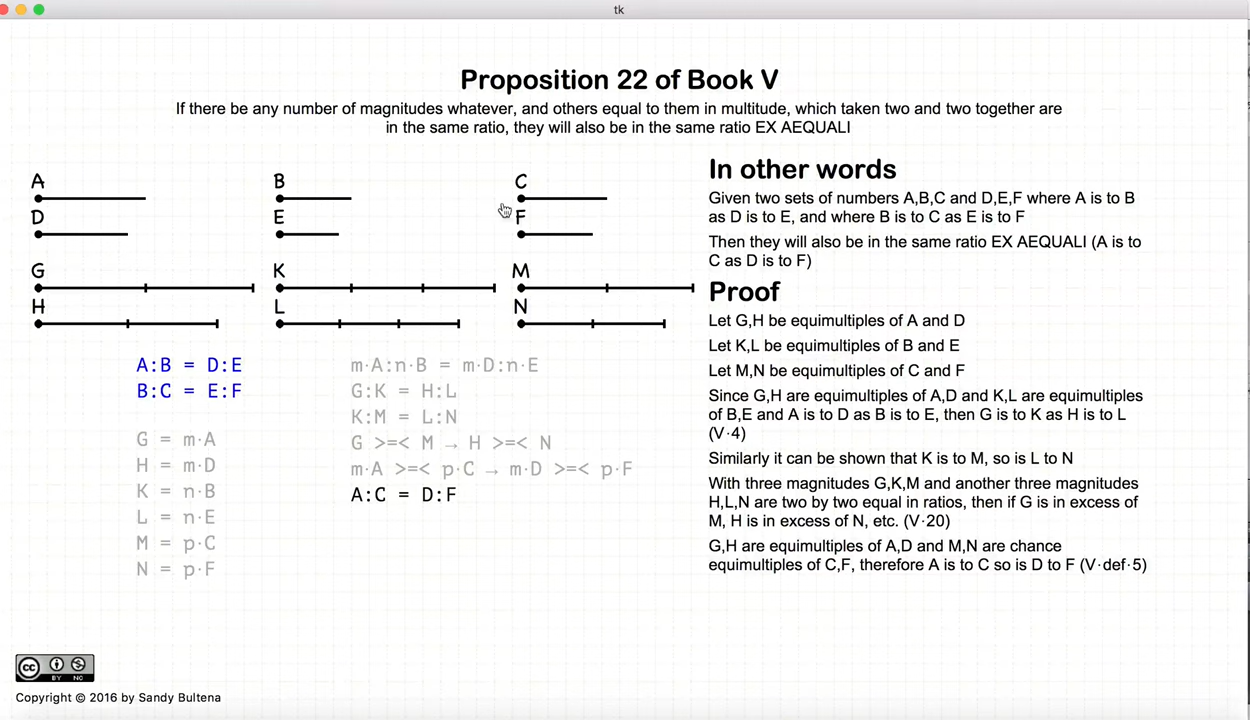 tk
Proposition 22 of Book V
If there be any number of magnitudes whatever, and others equal to them in multitude, which taken two and two together are
in the same ratio, they will also be in the same ratio EX AEQUALI
A
B
C
D
E
F
G
K
M
H
L
N
A:B = D:E
B:C = E:F
G = m·A
H = m·D
K = n·B
L = n·E
M = p·C
N = p·F
m·A:n·B = m·D:n·E
G:K = H:L
K:M = L:N
G >=< M → H >=< N
m·A >=< p·C → m·D >=< p·F
A:C = D:F
In other words
Given two sets of numbers A,B,C and D,E,F where A is to B
as D is to E, and where B is to C as E is to F
Then they will also be in the same ratio EX AEQUALI (A is to
C as D is to F)
Proof
Let G,H be equimultiples of A and D
Let K,L be equimultiples of B and E
Let M,N be equimultiples of C and F
Since G,H are equimultiples of A,D and K,L are equimultiples
of B,E and A is to D as B is to E, then G is to K as H is to L
(V·4)
Similarly it can be shown that K is to M, so is L to N
With three magnitudes G,K,M and another three magnitudes
H,L,N are two by two equal in ratios, then if G is in excess of
M, H is in excess of N, etc. (V·20)
G,H are equimultiples of A,D and M,N are chance
equimultiples of C,F, therefore A is to C so is D to F (V·def·5)
cc
BY NC
Copyright © 2016 by Sandy Bultena